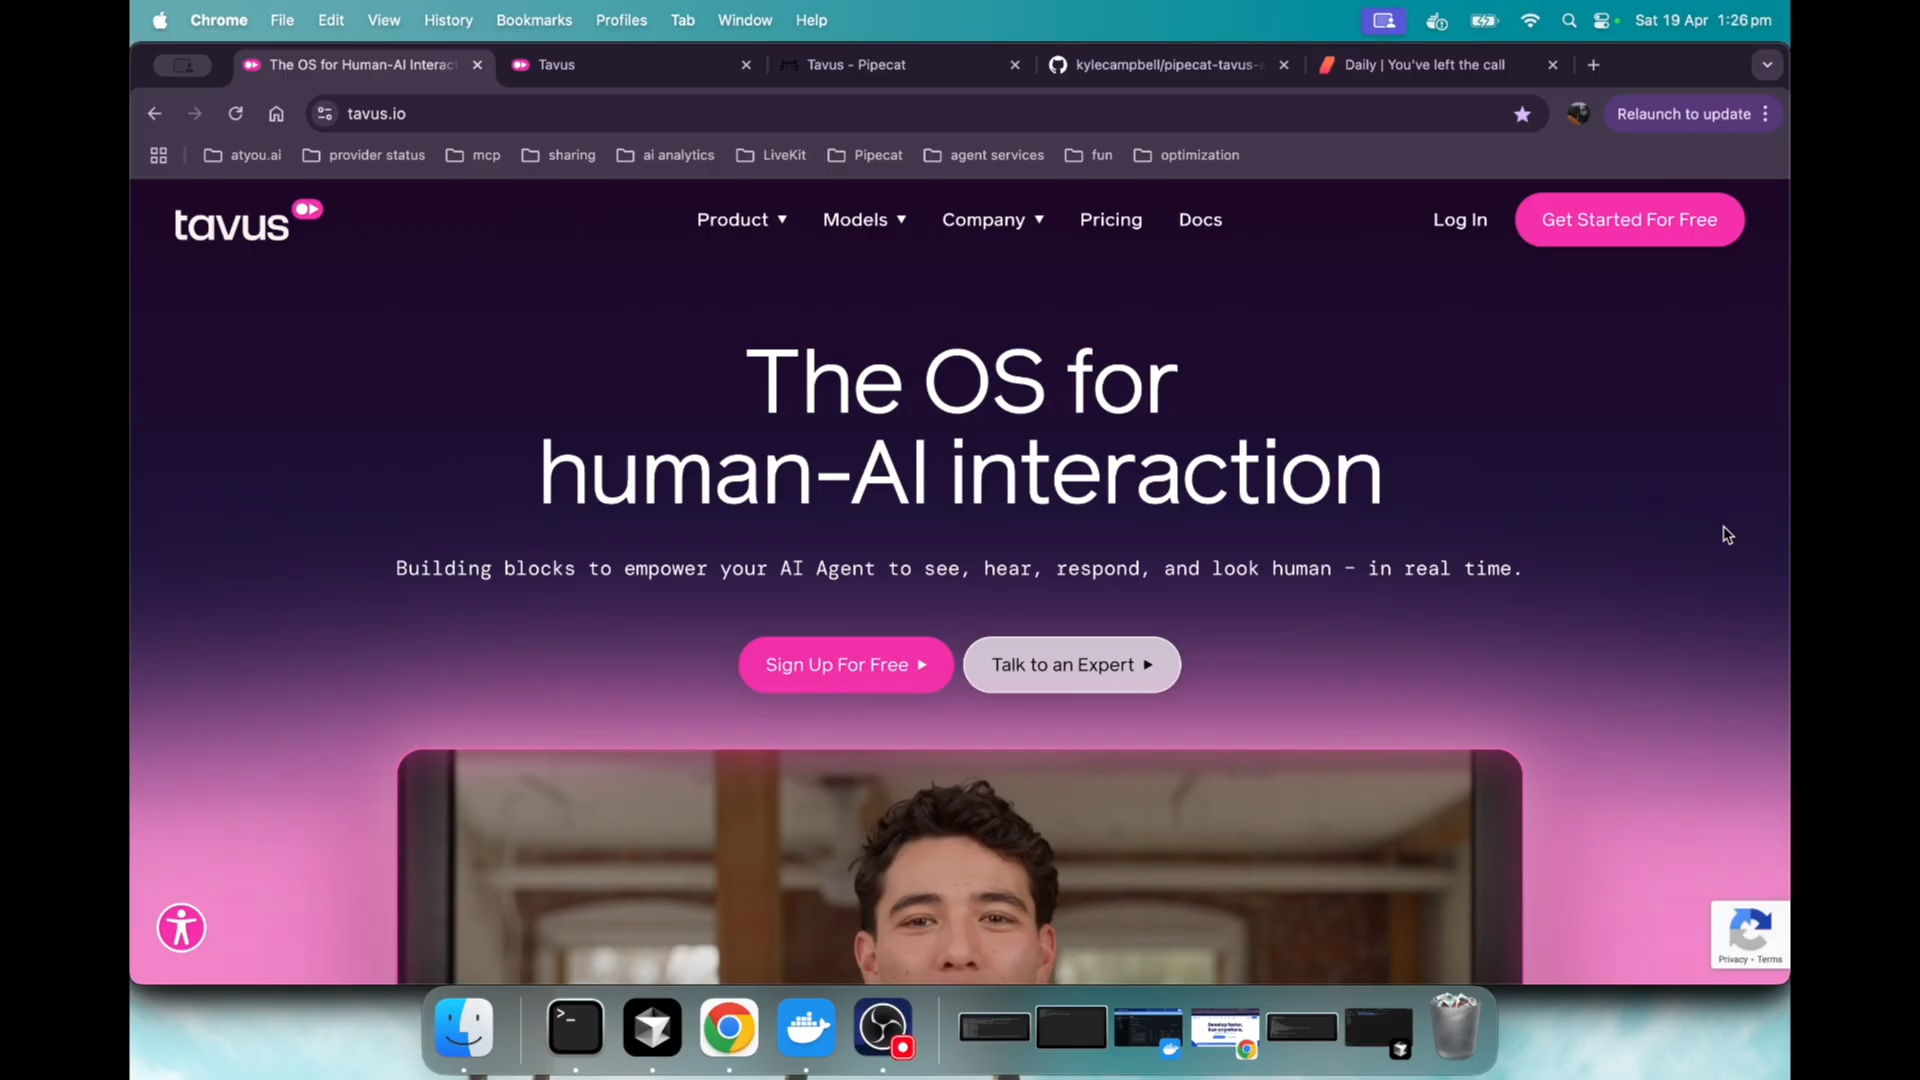 Chrome File Edit View History Bookmarks Profiles Tab Window Help Sat 19 Apr 1:26 pm
The OS for Human-AI Interac Tavus Tavus - Pipecat kylecampbell/pipecat-tavus- Daily | You've left the call
tavus.io Relaunch to update
atyou.ai provider status mcp sharing ai analytics LiveKit Pipecat agent services fun optimization
tavus Product Models Company Pricing Docs Log In Get Started For Free
The OS for
human-AI interaction
Building blocks to empower your AI Agent to see, hear, respond, and look human - in real time.
Sign Up For Free Talk to an Expert
Privacy - Terms